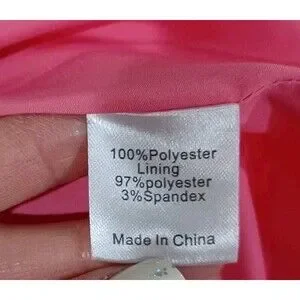 100%Polyester
Lining
97%polyester
3%Spandex
Made In China